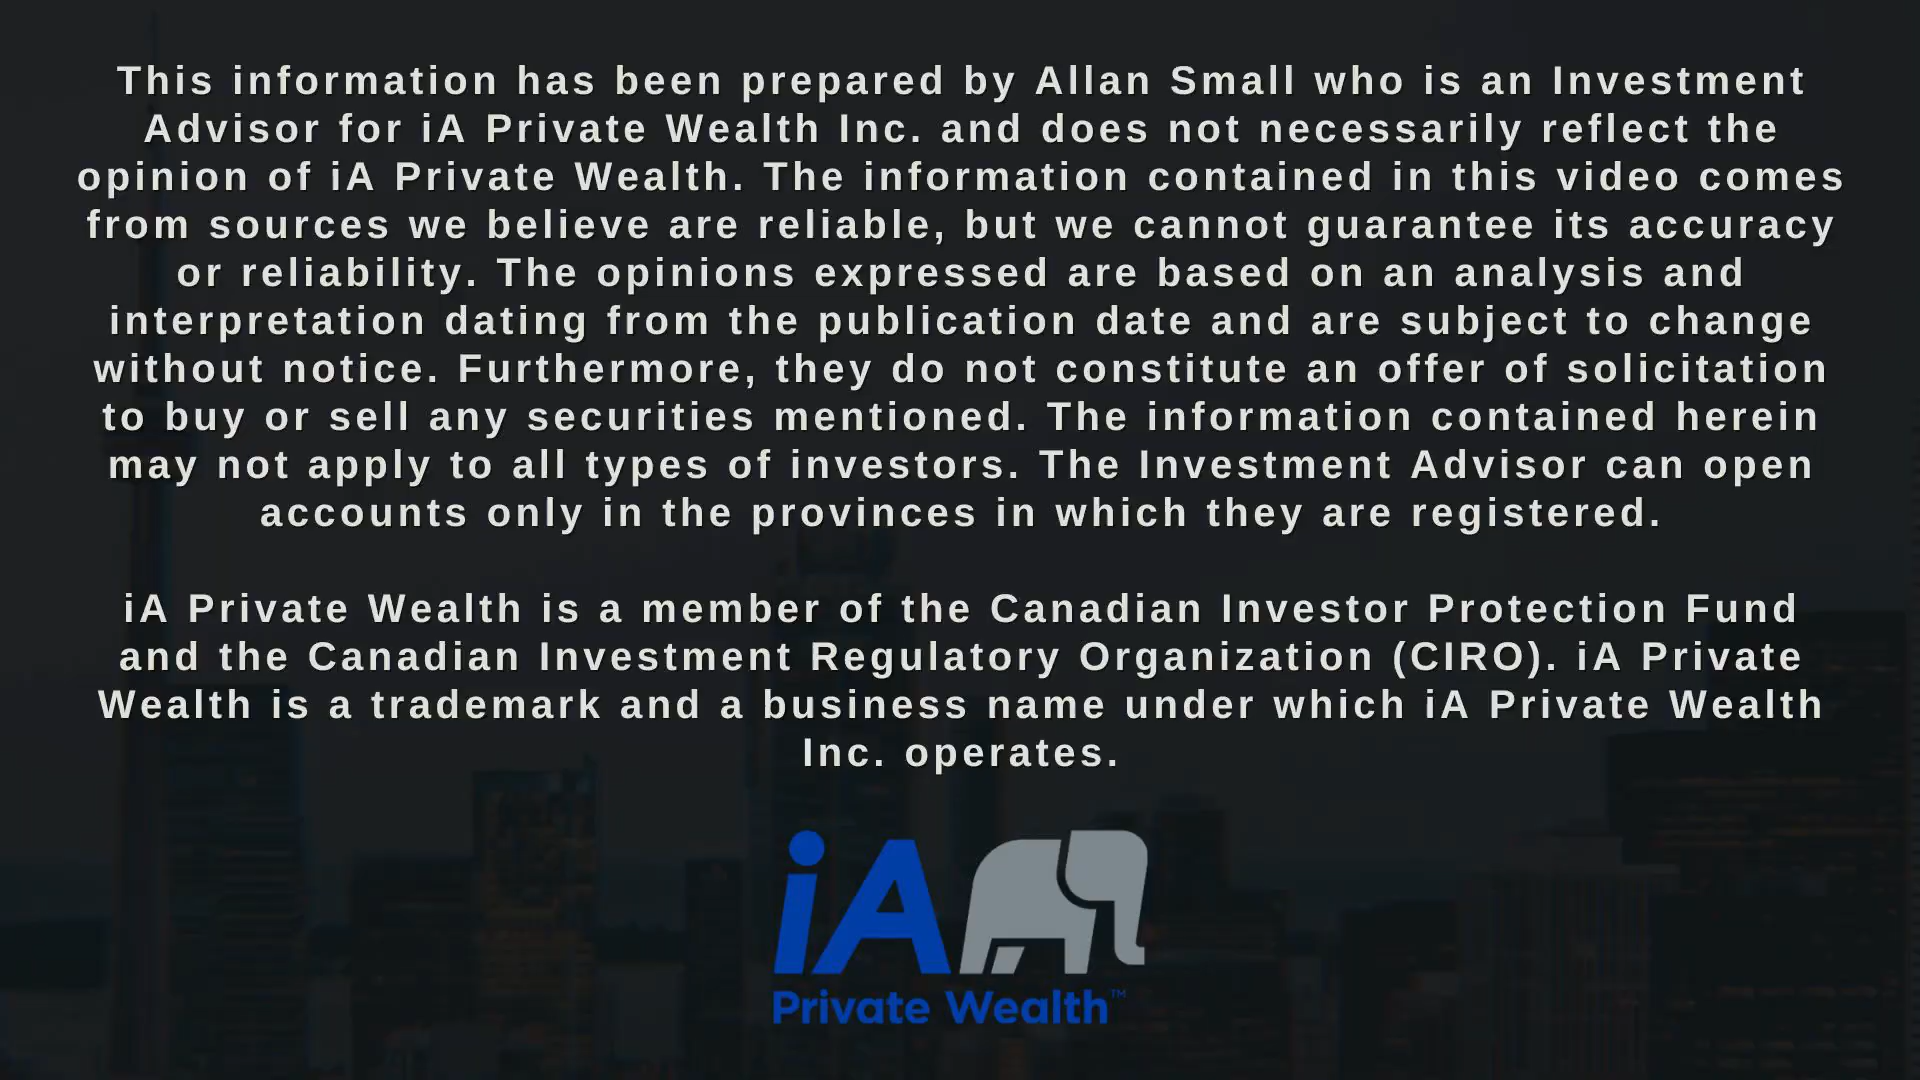 This information has been prepared by Allan Small who is an Investment
Advisor for iA Private Wealth Inc. and does not necessarily reflect the
opinion of iA Private Wealth. The information contained in this video comes
from sources we believe are reliable, but we cannot guarantee its accuracy
or reliability. The opinions expressed are based on an analysis and
interpretation dating from the publication date and are subject to change
without notice. Furthermore, they do not constitute an offer of solicitation
to buy or sell any securities mentioned. The information contained herein
may not apply to all types of investors. The Investment Advisor can open
accounts only in the provinces in which they are registered.
iA Private Wealth is a member of the Canadian Investor Protection Fund
and the Canadian Investment Regulatory Organization (CIRO). iA Private
Wealth is a trademark and a business name under which iA Private Wealth
Inc. operates.
iA
Private Wealth™